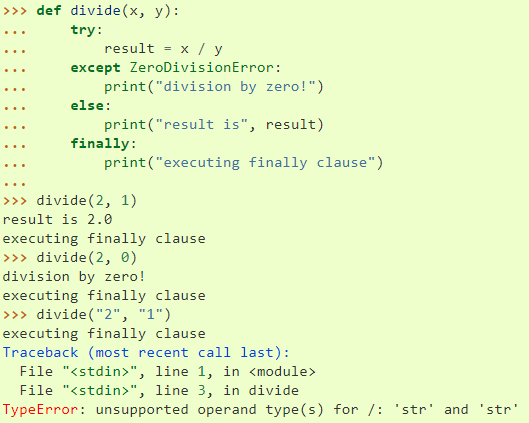 >>> def divide(x, y):
...     try:
...         result = x / y
...     except ZeroDivisionError:
...         print("division by zero!")
...     else:
...         print("result is", result)
...     finally:
...         print("executing finally clause")
...
>>> divide(2, 1)
result is 2.0
executing finally clause
>>> divide(2, 0)
division by zero!
executing finally clause
>>> divide("2", "1")
executing finally clause
Traceback (most recent call last):
  File "<stdin>", line 1, in <module>
  File "<stdin>", line 3, in divide
TypeError: unsupported operand type(s) for /: 'str' and 'str'